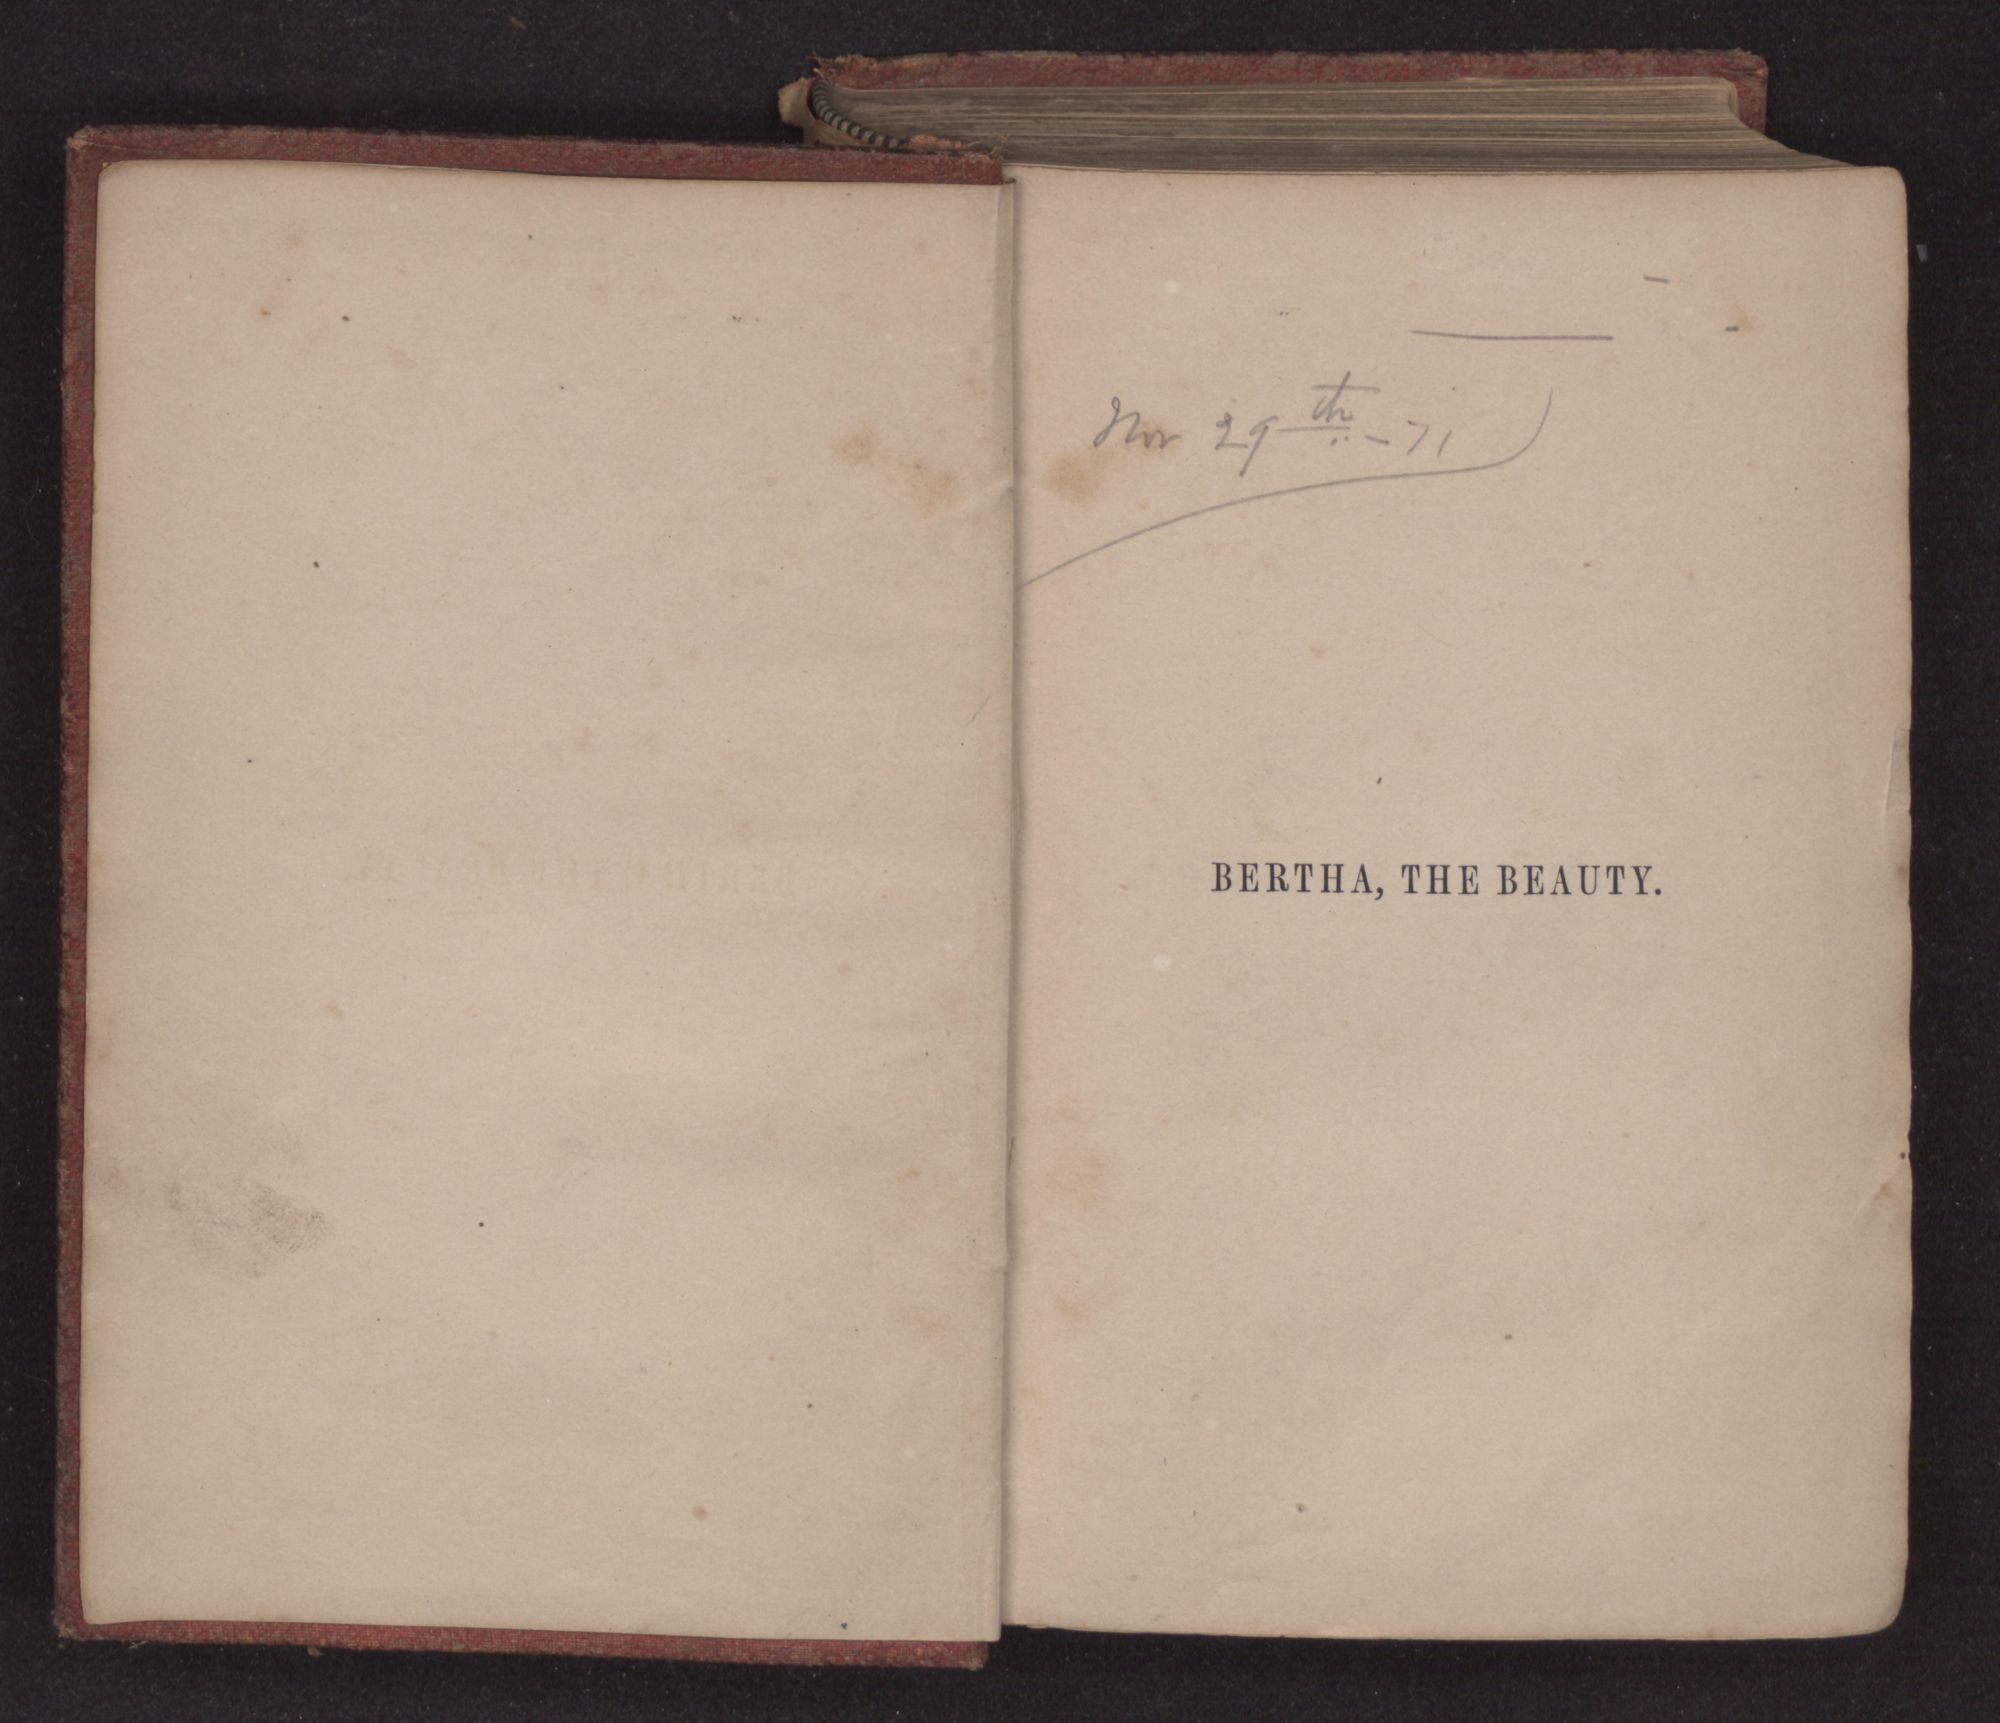 Nov 29th - 71
BERTHA, THE BEAUTY.